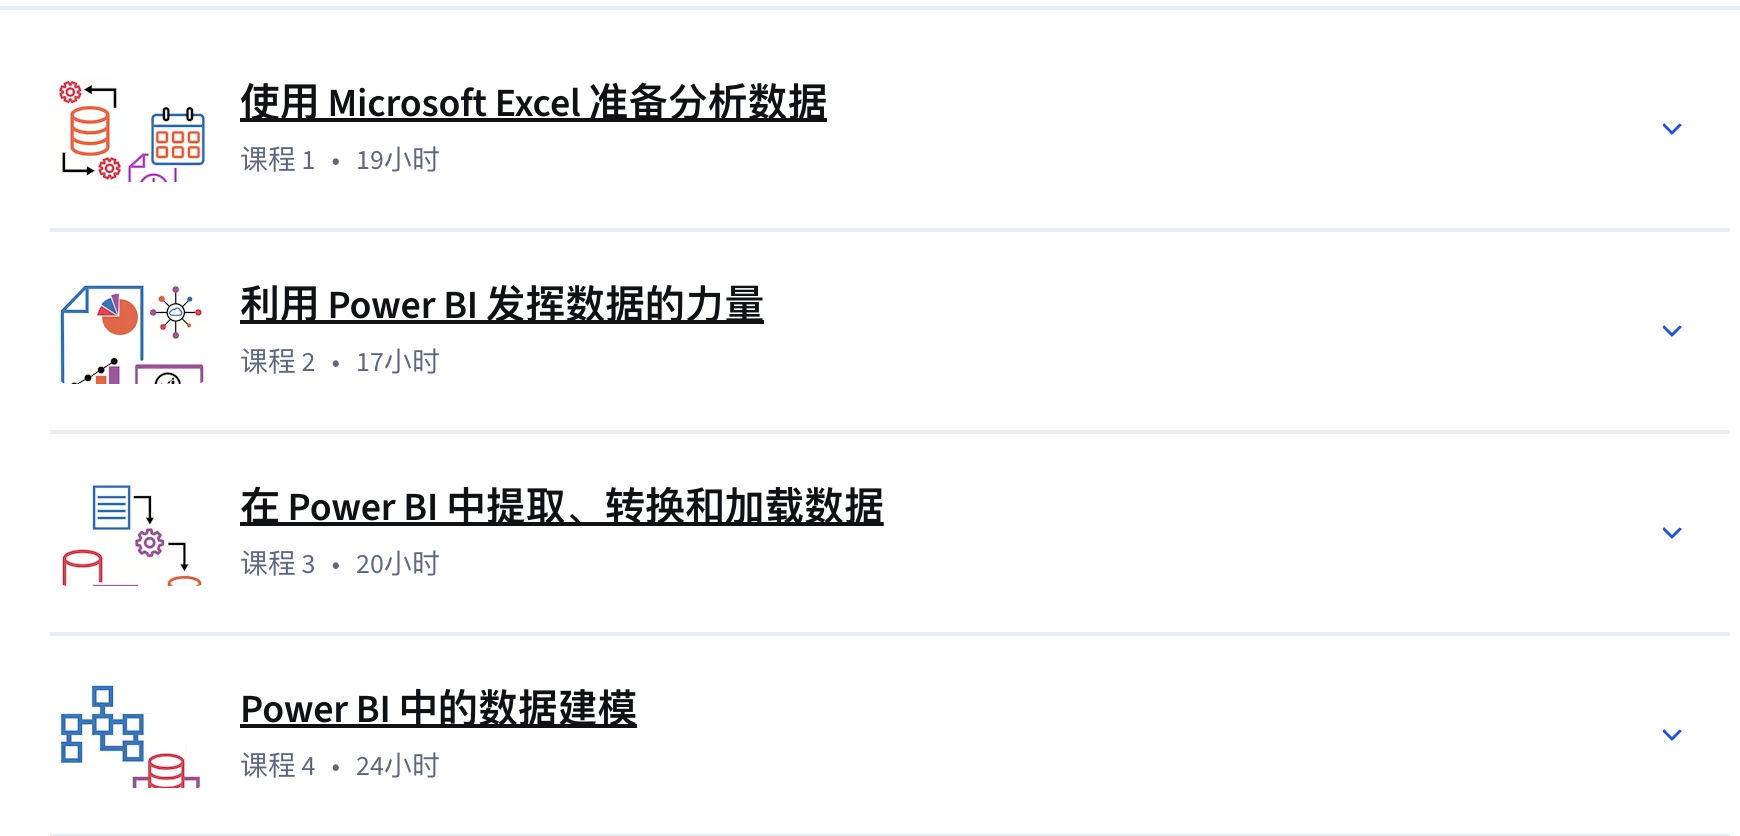 使用 Microsoft Excel 准备分析数据
课程 1 • 19小时
利用 Power BI 发挥数据的力量
课程 2 • 17小时
在 Power BI 中提取、转换和加载数据
课程 3 • 20小时
Power BI 中的数据建模
课程 4 • 24小时